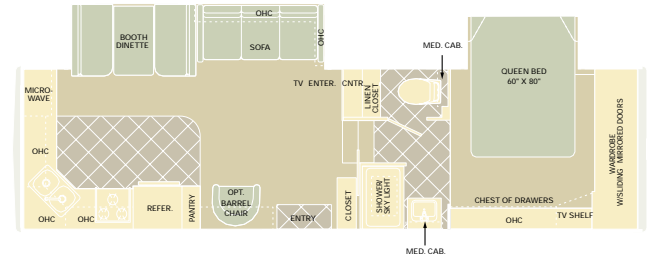 OHC
BOOTH
DINETTE
SOFA
OHC
MED. CAB.
QUEEN BED
60" X 80"
TV ENTER. CNTR.
MICRO-
WAVE
LINEN
CLOSET
OHC
WARDROBE
W/SLIDING MIRRORED DOORS
OPT.
BARREL
CHAIR
CLOSET
SHOWER/
SKY LIGHT
CHEST OF DRAWERS
REFER.
PANTRY
OHC
OHC
ENTRY
OHC
TV SHELF
MED. CAB.